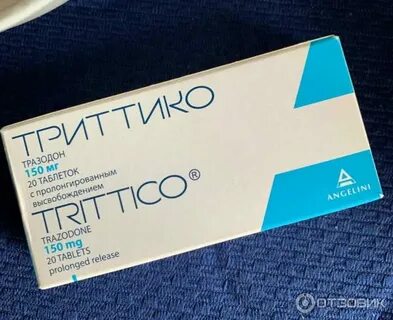 ТРИТТИКО
ТРАЗОДОН
150 мг
20 ТАБЛЕТОК
с пролонгированным
высвобождением
TRITTICO®
TRAZODONE
150 mg
20 TABLETS
prolonged release
ANGELINI
ОТЗОВИК